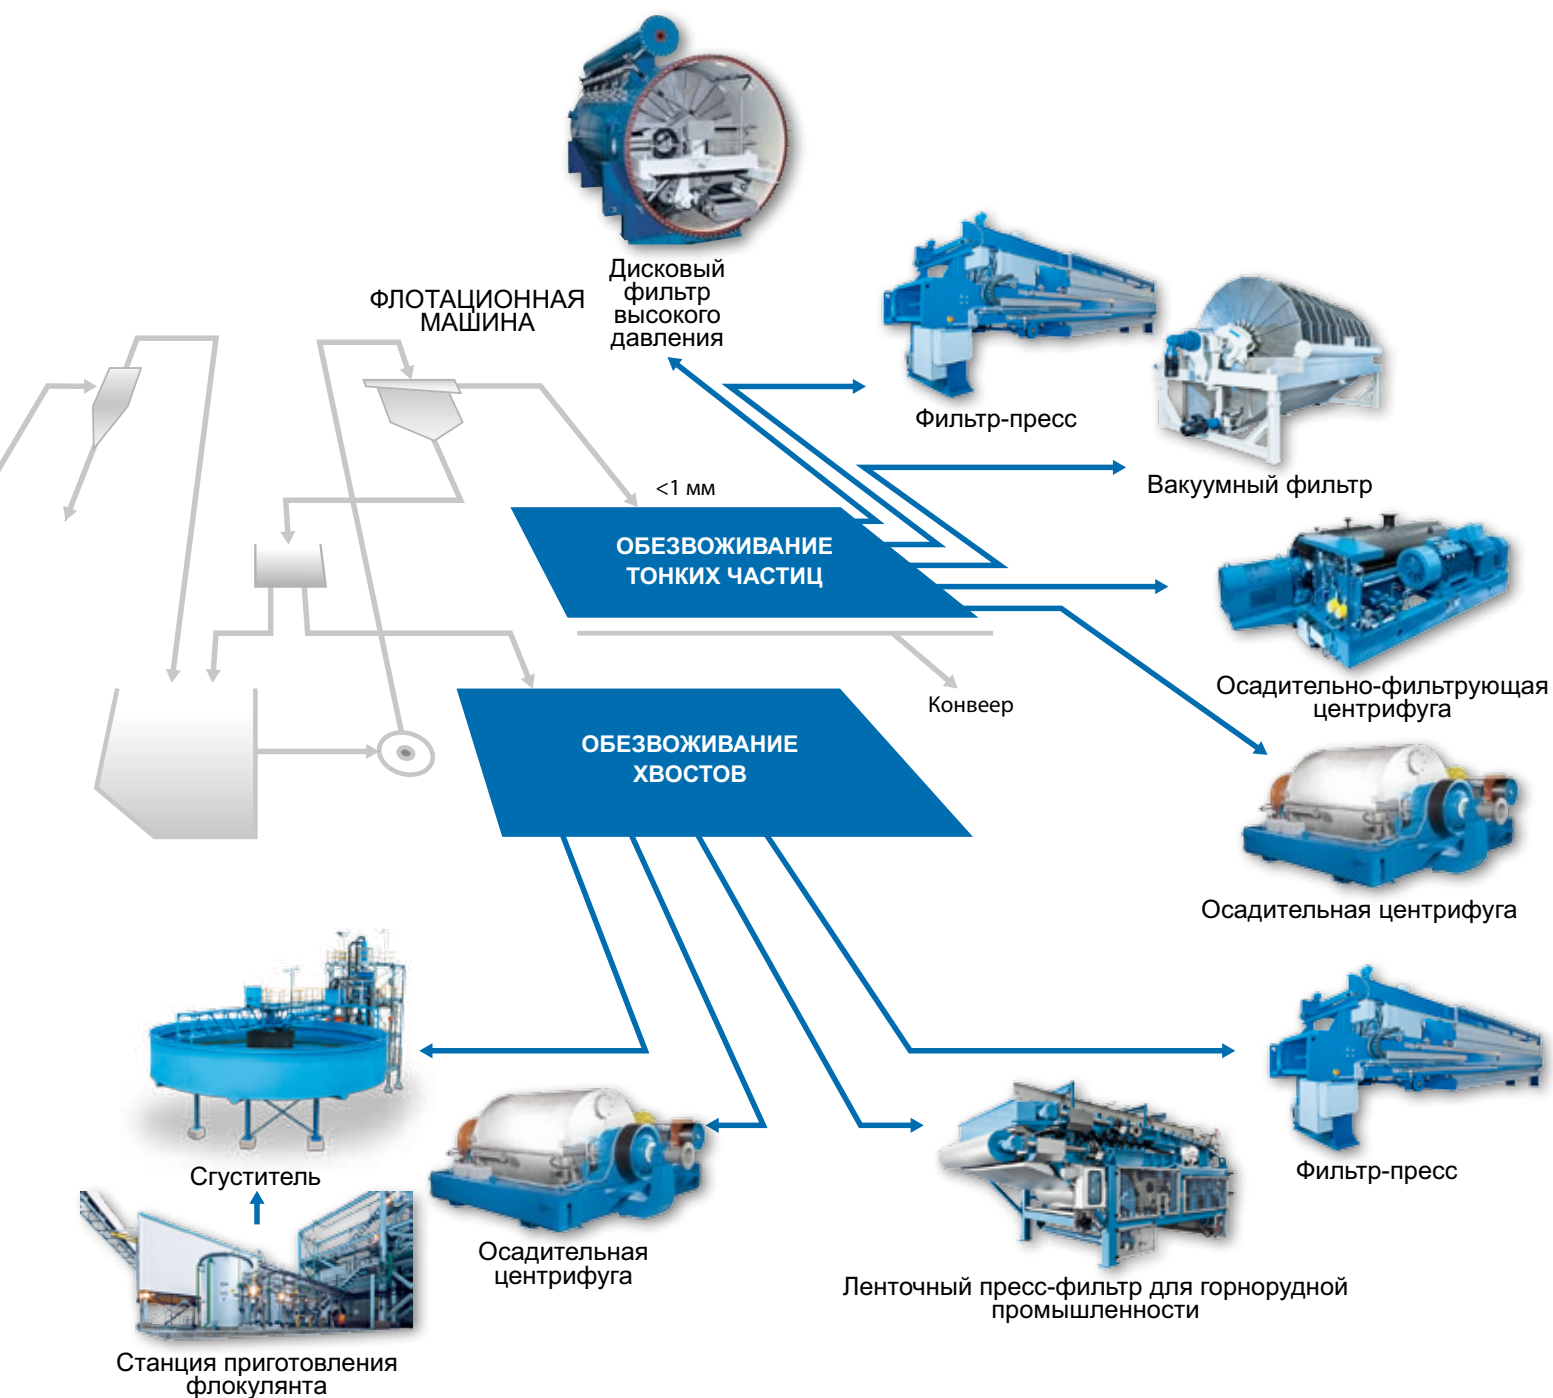 Дисковый
фильтр
высокого
давления
ФЛОТАЦИОННАЯ
МАШИНА
Фильтр-пресс
Вакуумный фильтр
<1 мм
ОБЕЗВОЖИВАНИЕ
ТОНКИХ ЧАСТИЦ
Осадительно-фильтрующая
центрифуга
Конвеер
ОБЕЗВОЖИВАНИЕ
ХВОСТОВ
Осадительная центрифуга
Сгуститель
Фильтр-пресс
Осадительная
центрифуга
Ленточный пресс-фильтр для горнорудной
промышленности
Станция приготовления
флокулянта